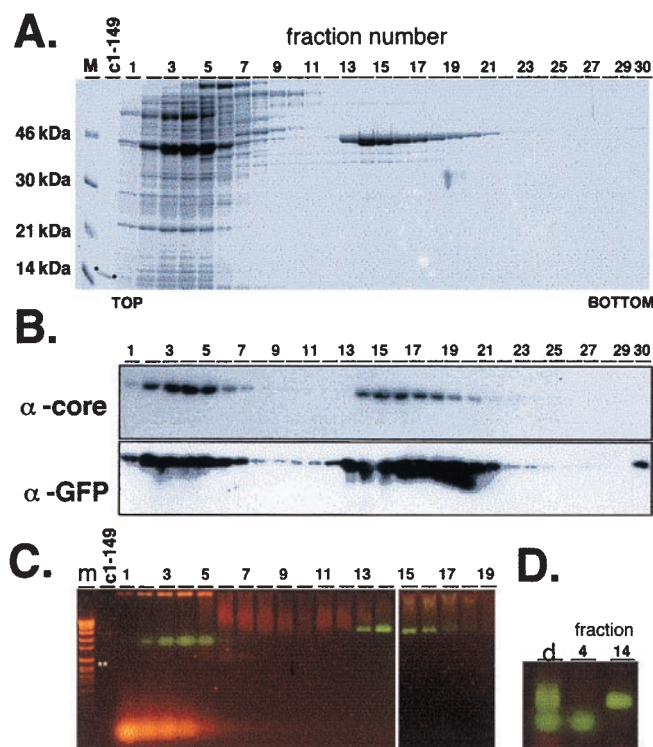 A.
fraction number
M c1-149 1 3 5 7 9 11 13 15 17 19 21 23 25 27 29 30
46 kDa
30 kDa
21 kDa
14 kDa
TOP BOTTOM
B.
1 3 5 7 9 11 13 15 17 19 21 23 25 27 29 30
α -core
α -GFP
C.
m c1-149 1 3 5 7 9 11 13 15 17 19
**
D.
fraction
d 4 14